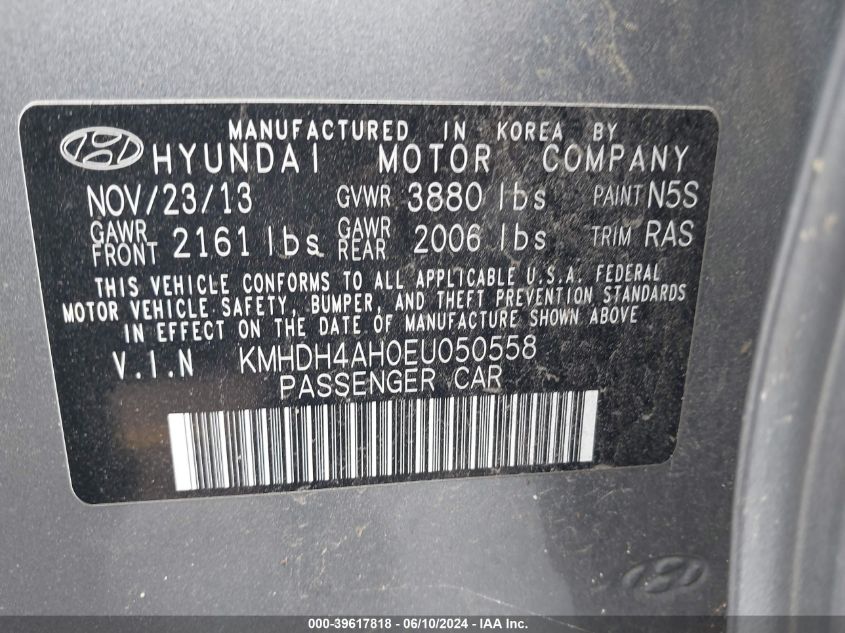 MANUFACTURED IN KOREA BY
HYUNDAI MOTOR COMPANY
NOV/23/13 GVWR 3880 lbs PAINT N5S
GAWR FRONT 2161 lbs GAWR REAR 2006 lbs TRIM RAS
THIS VEHICLE CONFORMS TO ALL APPLICABLE U.S.A. FEDERAL
MOTOR VEHICLE SAFETY, BUMPER, AND THEFT PREVENTION STANDARDS
IN EFFECT ON THE DATE OF MANUFACTURE SHOWN ABOVE
V.I.N KMHDH4AH0EU050558
PASSENGER CAR
000-39617818 - 06/10/2024 - IAA Inc.